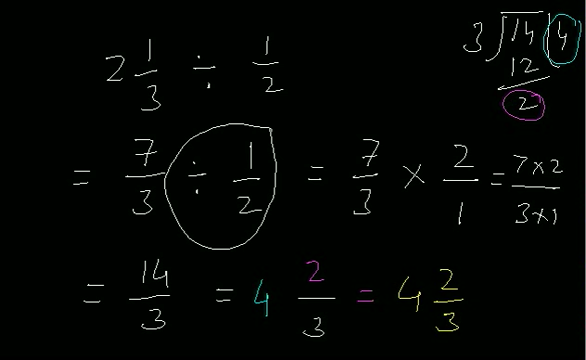 2 1/3 ÷ 1/2
3 ) 14 ( 4
12
2
= 7/3 ÷ 1/2 = 7/3 × 2/1 = 7×2/3×1
= 14/3 = 4 2/3 = 4 2/3